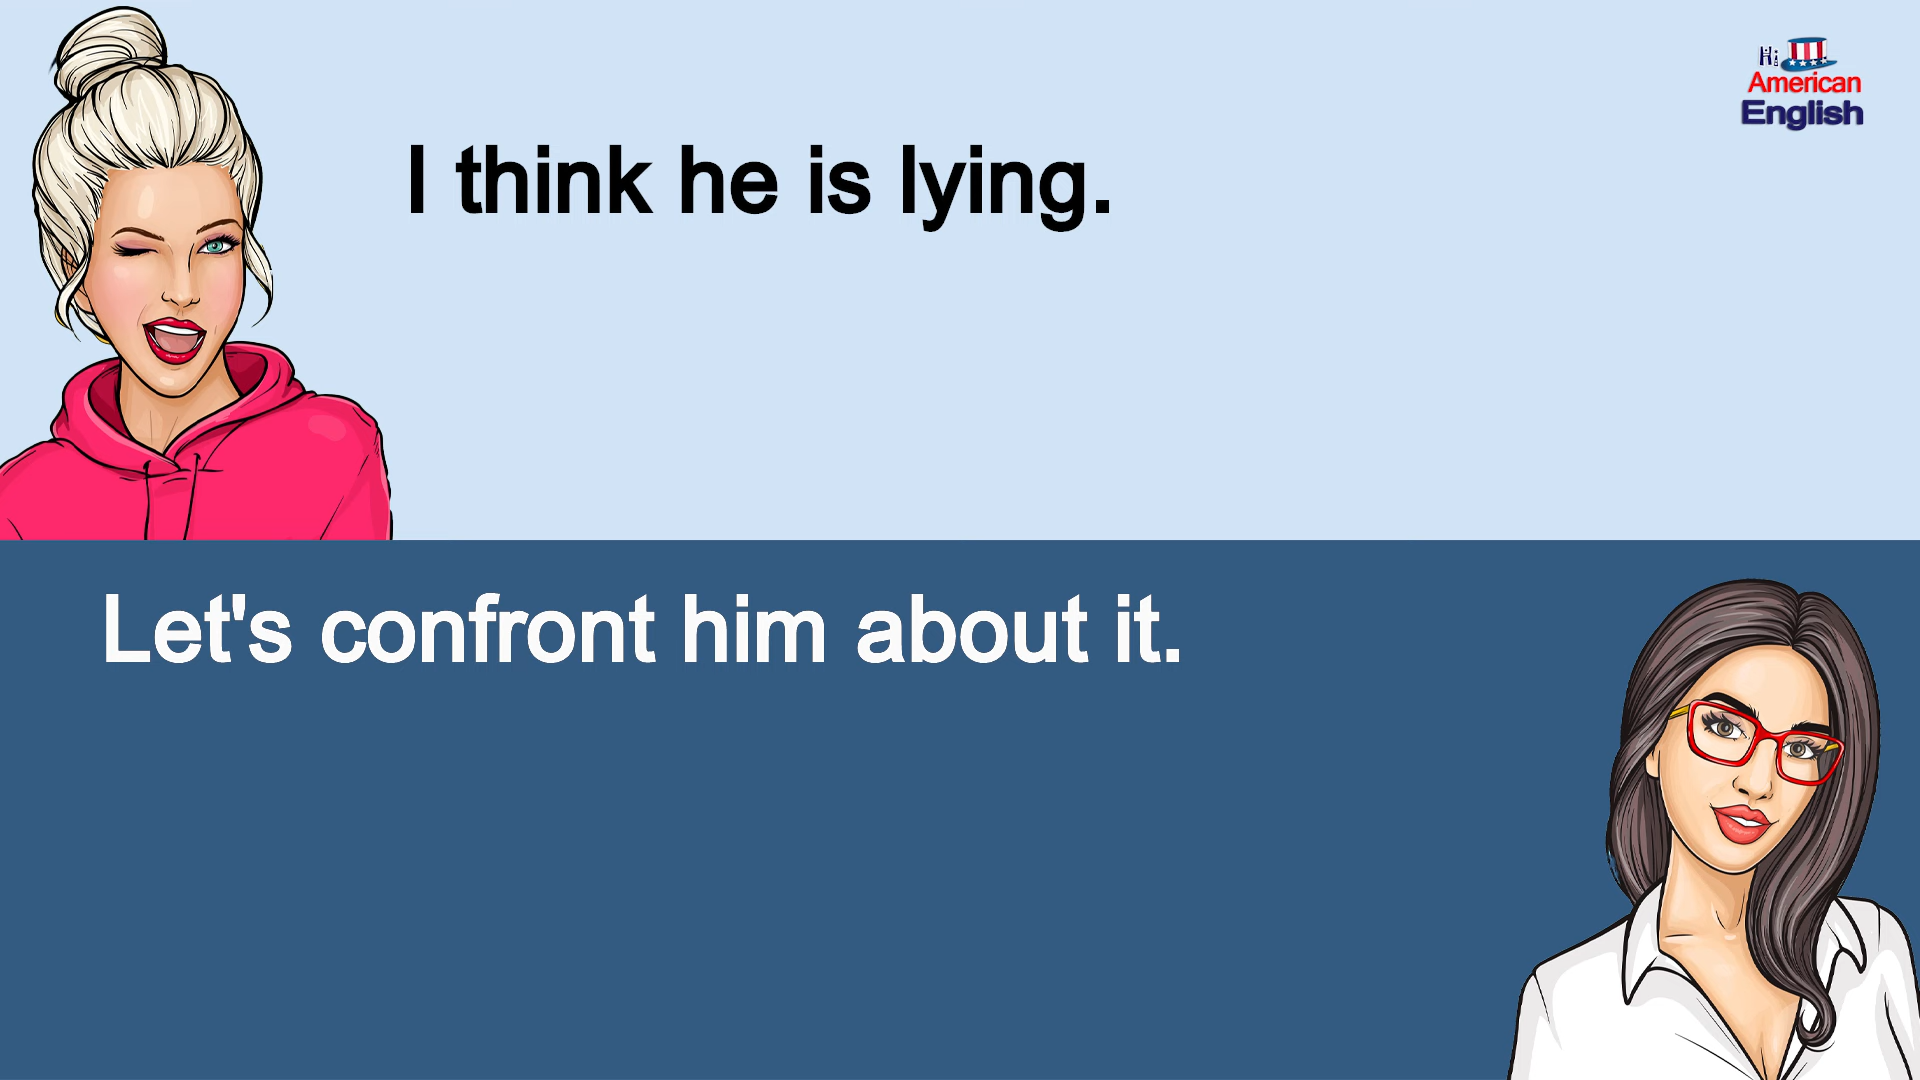 Hi
American
English
I think he is lying.
Let's confront him about it.